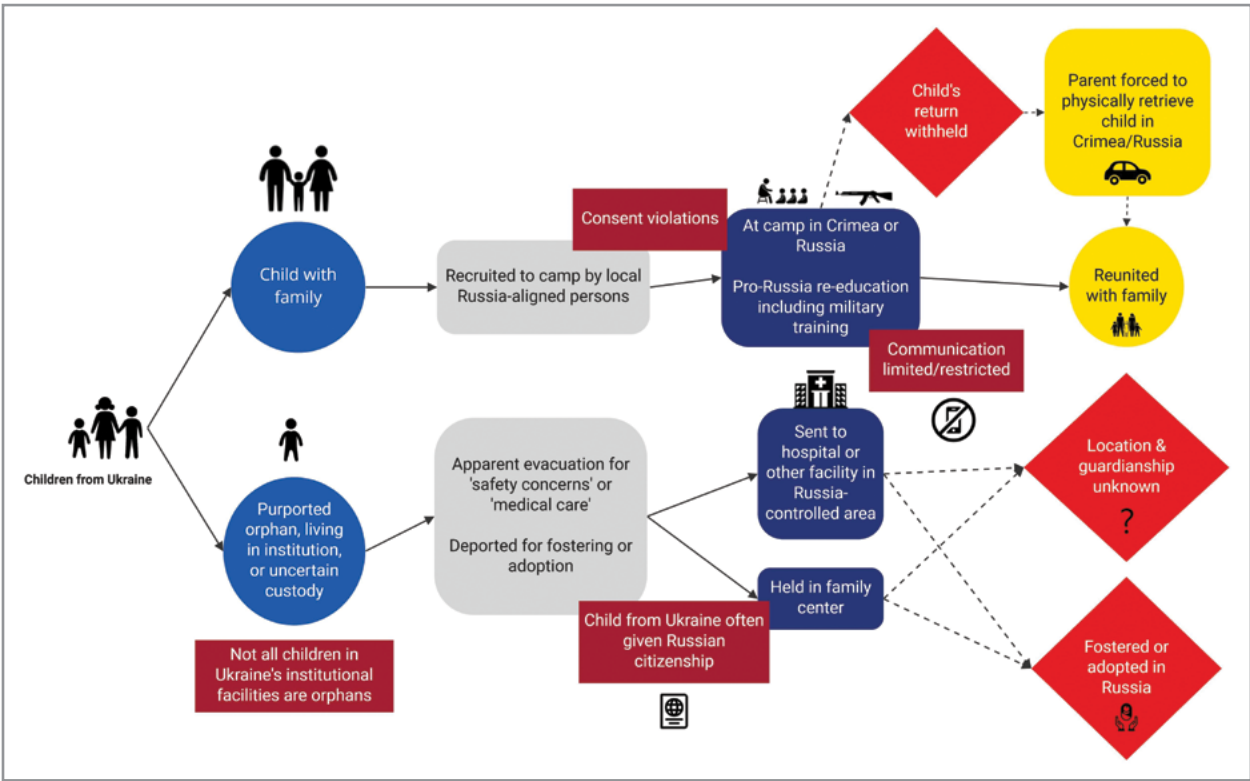 Child's
return
withheld
Parent forced to
physically retrieve
child in
Crimea/Russia
Consent violations
Child with
family
Recruited to camp by local
Russia-aligned persons
At camp in Crimea or
Russia
Pro-Russia re-education
including military
training
Reunited
with family
Communication
limited/restricted
Children from Ukraine
Purported
orphan, living
in institution,
or uncertain
custody
Apparent evacuation for
'safety concerns' or
'medical care'
Deported for fostering or
adoption
Sent to
hospital or
other facility in
Russia-
controlled area
Location &
guardianship
unknown
?
Held in family
center
Child from Ukraine often
given Russian
citizenship
Not all children in
Ukraine's institutional
facilities are orphans
Fostered or
adopted in
Russia